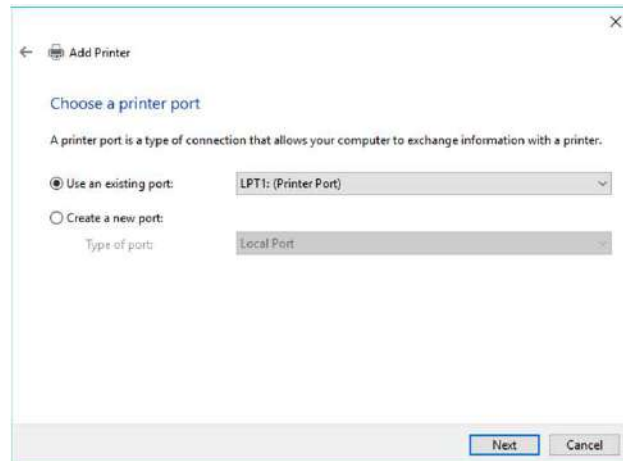 Add Printer
Choose a printer port
A printer port is a type of connection that allows your computer to exchange information with a printer.
Use an existing port: LPT1: (Printer Port)
Create a new port:
Type of port: Local Port
Next Cancel